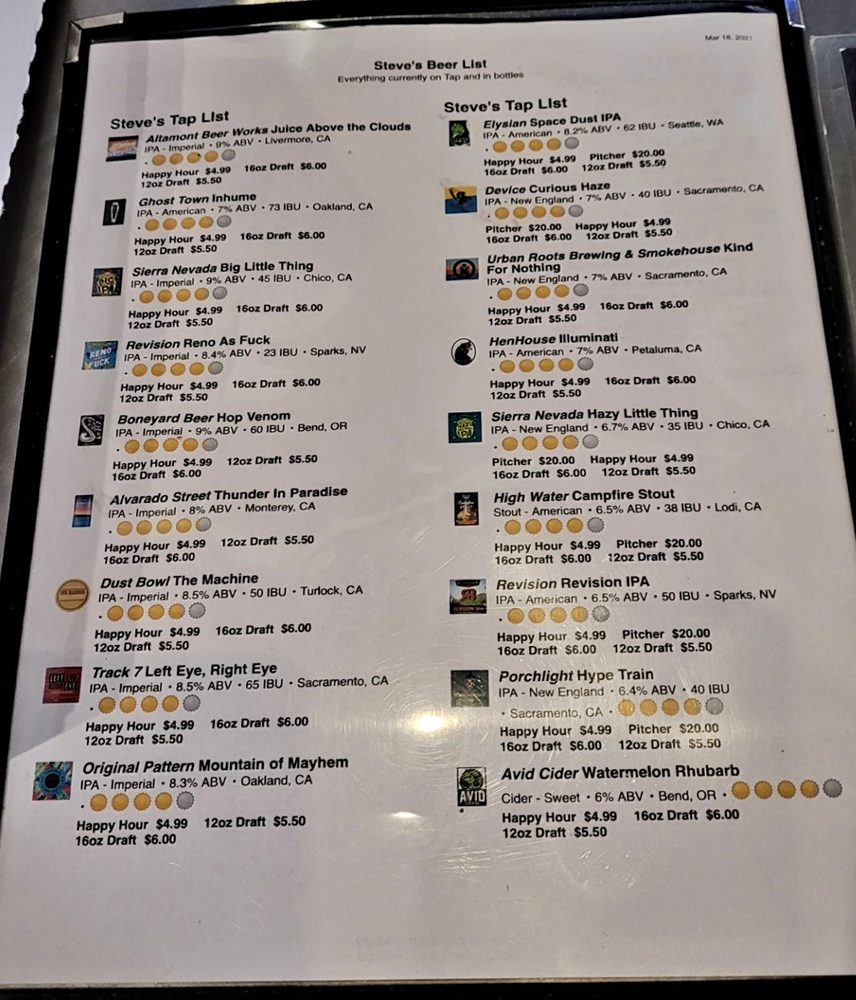 Mar 18, 2021
Steve's Beer List
Everything currently on Tap and in bottles
Steve's Tap List
Altamont Beer Works Juice Above the Clouds
IPA - Imperial • 9% ABV • Livermore, CA
Happy Hour $4.99 16oz Draft $6.00
12oz Draft $5.50
Ghost Town Inhume
IPA - American • 7% ABV • 73 IBU • Oakland, CA
Happy Hour $4.99 16oz Draft $6.00
12oz Draft $5.50
Sierra Nevada Big Little Thing
IPA - Imperial • 9% ABV • 45 IBU • Chico, CA
Happy Hour $4.99 16oz Draft $6.00
12oz Draft $5.50
RENO
FUCK
Revision Reno As Fuck
IPA - Imperial • 8.4% ABV • 23 IBU • Sparks, NV
Happy Hour $4.99 16oz Draft $6.00
12oz Draft $5.50
Boneyard Beer Hop Venom
IPA - Imperial • 9% ABV • 60 IBU • Bend, OR
Happy Hour $4.99 12oz Draft $5.50
16oz Draft $6.00
Alvarado Street Thunder In Paradise
IPA - Imperial • 8% ABV • Monterey, CA
Happy Hour $4.99 12oz Draft $5.50
16oz Draft $6.00
Dust Bowl The Machine
IPA - Imperial • 8.5% ABV • 50 IBU • Turlock, CA
Happy Hour $4.99 16oz Draft $6.00
12oz Draft $5.50
Track 7 Left Eye, Right Eye
IPA - Imperial • 8.5% ABV • 65 IBU • Sacramento, CA
Happy Hour $4.99 16oz Draft $6.00
12oz Draft $5.50
Original Pattern Mountain of Mayhem
IPA - Imperial • 8.3% ABV • Oakland, CA
Happy Hour $4.99 12oz Draft $5.50
16oz Draft $6.00
Steve's Tap List
Elysian Space Dust IPA
IPA - American • 8.2% ABV • 62 IBU • Seattle, WA
Happy Hour $4.99 Pitcher $20.00
16oz Draft $6.00 12oz Draft $5.50
Device Curious Haze
IPA - New England • 7% ABV • 40 IBU • Sacramento, CA
Pitcher $20.00 Happy Hour $4.99
16oz Draft $6.00 12oz Draft $5.50
Urban Roots Brewing & Smokehouse Kind
For Nothing
IPA - New England • 7% ABV • Sacramento, CA
Happy Hour $4.99 16oz Draft $6.00
12oz Draft $5.50
HenHouse Illuminati
IPA - American • 7% ABV • Petaluma, CA
Happy Hour $4.99 16oz Draft $6.00
12oz Draft $5.50
Sierra Nevada Hazy Little Thing
IPA - New England • 6.7% ABV • 35 IBU • Chico, CA
Pitcher $20.00 Happy Hour $4.99
16oz Draft $6.00 12oz Draft $5.50
High Water Campfire Stout
Stout - American • 6.5% ABV • 38 IBU • Lodi, CA
Happy Hour $4.99 Pitcher $20.00
16oz Draft $6.00 12oz Draft $5.50
Revision Revision IPA
IPA - American • 6.5% ABV • 50 IBU • Sparks, NV
Happy Hour $4.99 Pitcher $20.00
16oz Draft $6.00 12oz Draft $5.50
Porchlight Hype Train
IPA - New England • 6.4% ABV • 40 IBU
• Sacramento, CA •
Happy Hour $4.99 Pitcher $20.00
16oz Draft $6.00 12oz Draft $5.50
AVID
Avid Cider Watermelon Rhubarb
Cider - Sweet • 6% ABV • Bend, OR •
Happy Hour $4.99 16oz Draft $6.00
12oz Draft $5.50